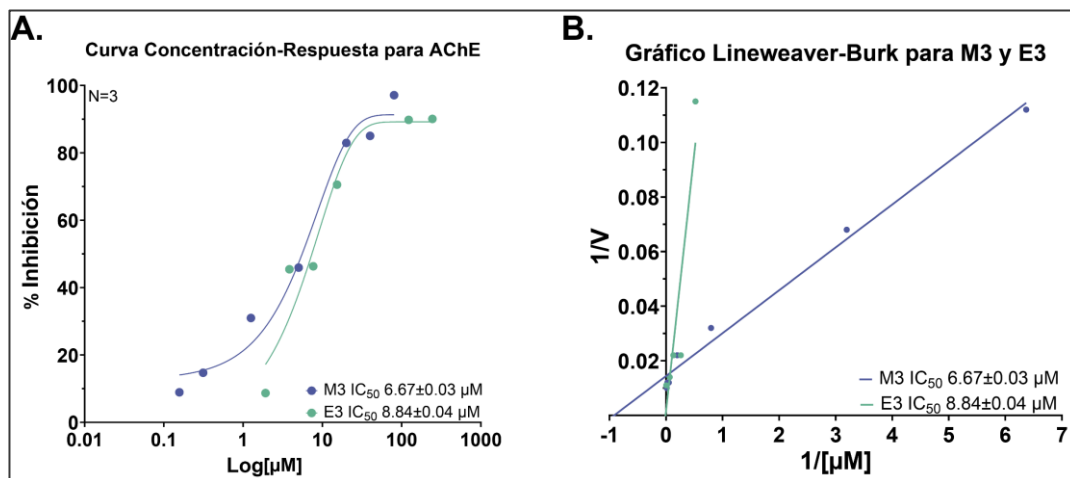 A.
Curva Concentración-Respuesta para AChE
N=3
100
80
60
40
20
0
% Inhibición
0.01 0.1 1 10 100 1000
Log[µM]
M3 IC50 6.67±0.03 µM
E3 IC50 8.84±0.04 µM
B.
Gráfico Lineweaver-Burk para M3 y E3
0.12
0.10
0.08
0.06
0.04
0.02
1/V
-1 0 1 2 3 4 5 6 7
1/[µM]
M3 IC50 6.67±0.03 µM
E3 IC50 8.84±0.04 µM